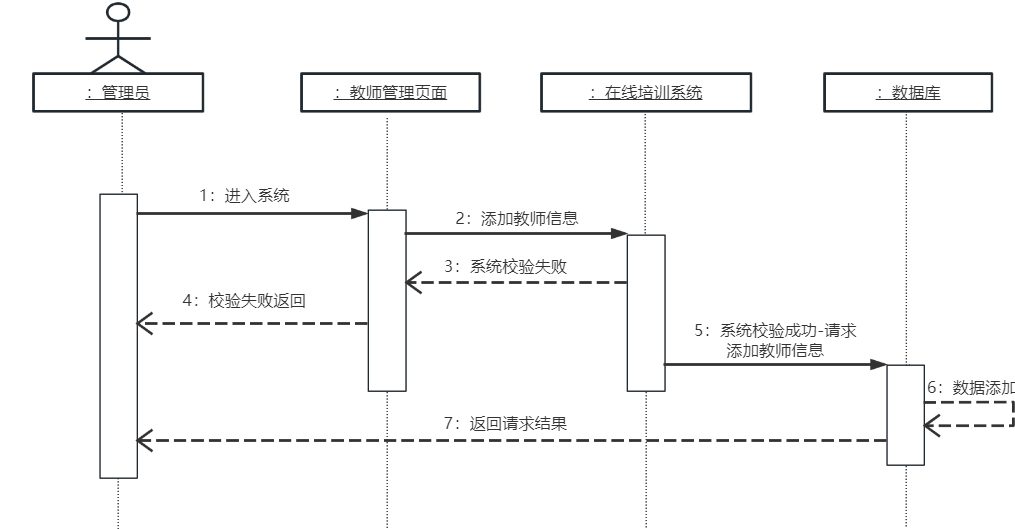 ：管理员
：教师管理页面
：在线培训系统
：数据库
1：进入系统
2：添加教师信息
3：系统校验失败
4：校验失败返回
5：系统校验成功-请求
添加教师信息
6：数据添加
7：返回请求结果